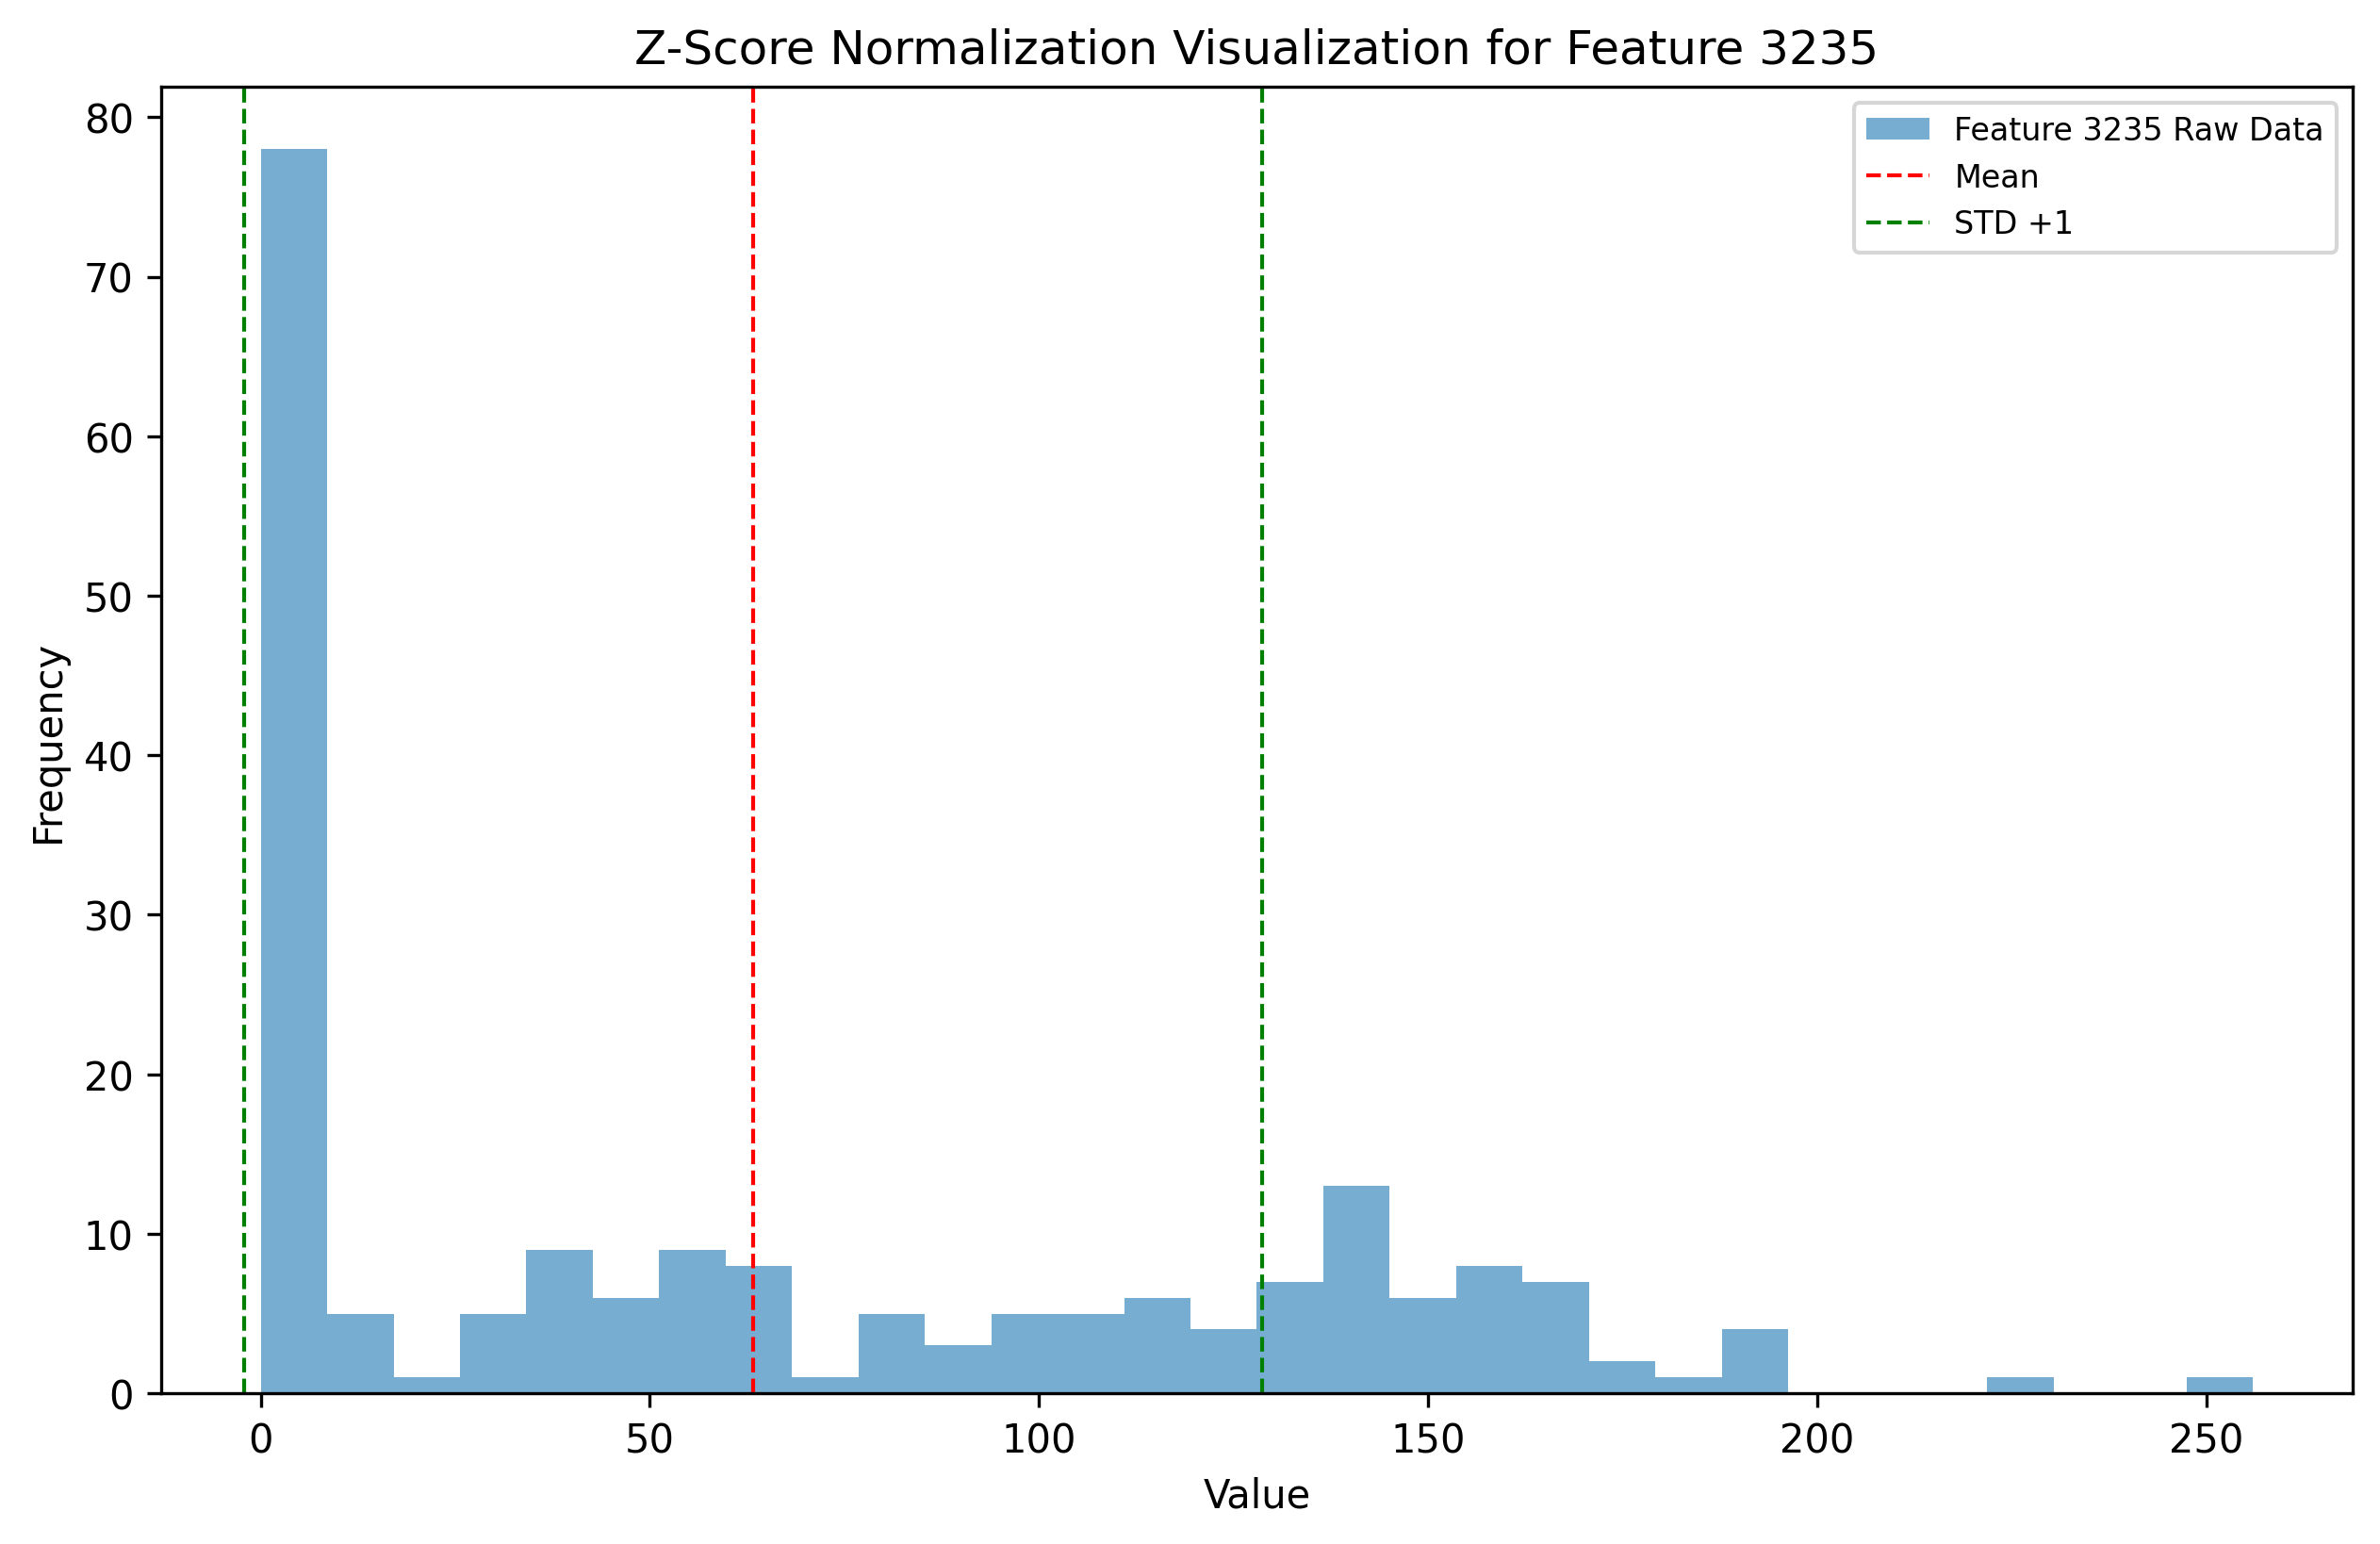 Z-Score Normalization Visualization for Feature 3235
Feature 3235 Raw Data
Mean
STD +1
80
70
60
50
40
30
20
10
0
Frequency
0 50 100 150 200 250
Value